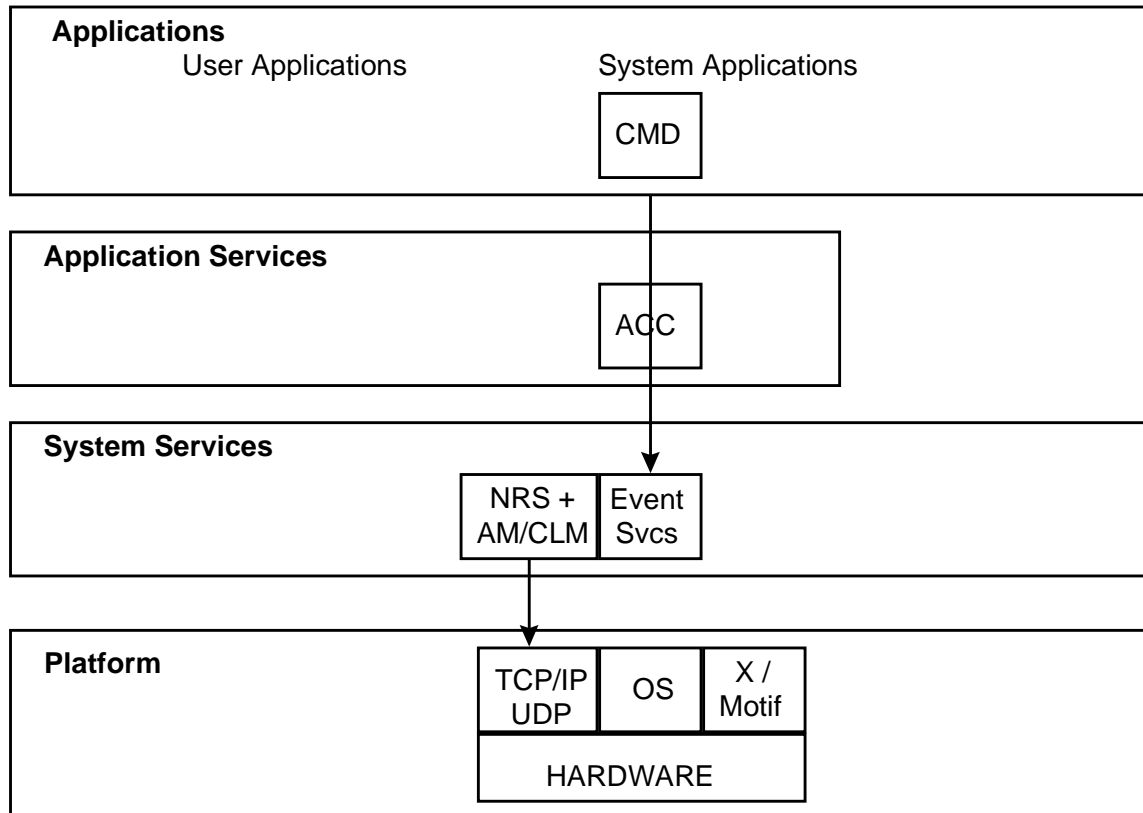 Applications
User Applications
System Applications
CMD
Application Services
ACC
System Services
NRS +
AM/CLM
Event
Svcs
Platform
TCP/IP
UDP
OS
X /
Motif
HARDWARE